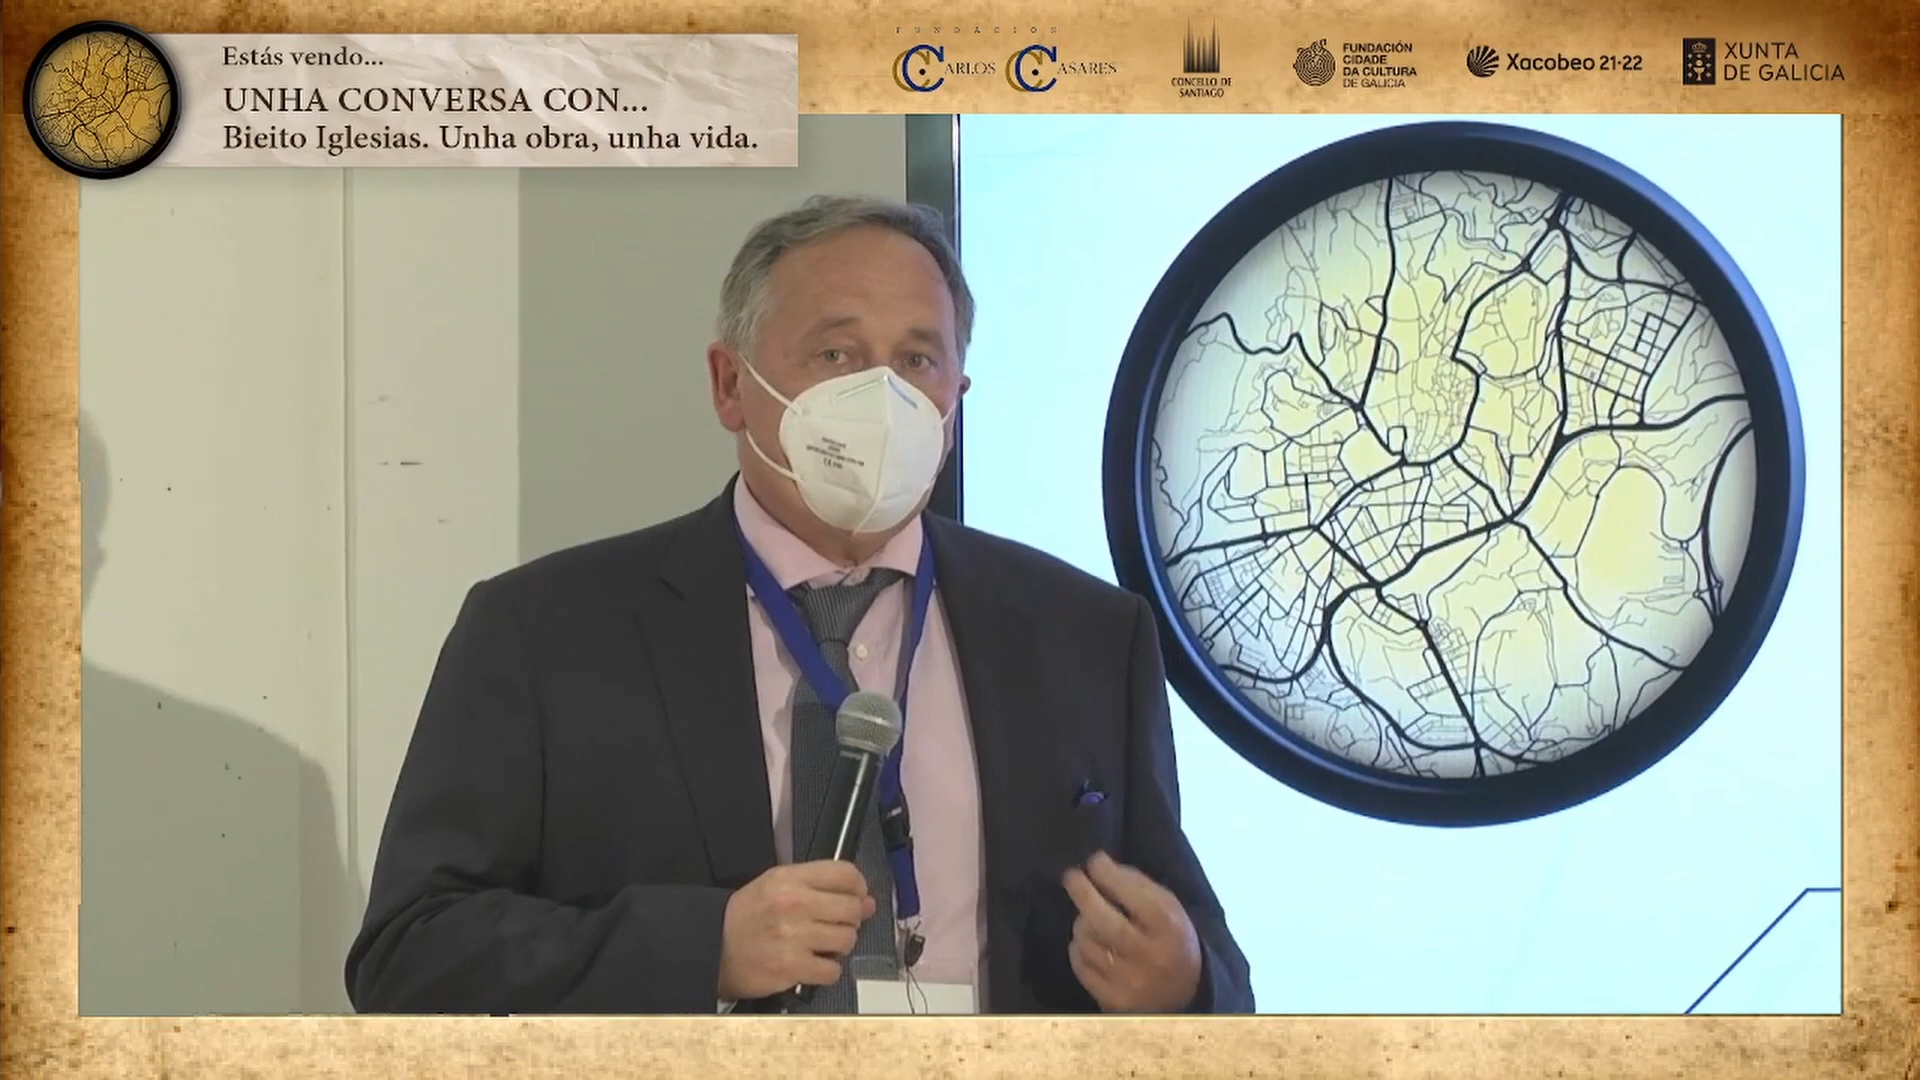 Estás vendo...
UNHA CONVERSA CON...
Bieito Iglesias. Unha obra, unha vida.
FUNDACIÓN
CARLOS CASARES
CONCELLO DE
SANTIAGO
FUNDACIÓN
CIDADE
DA CULTURA
DE GALICIA
Xacobeo 21·22
XUNTA
DE GALICIA